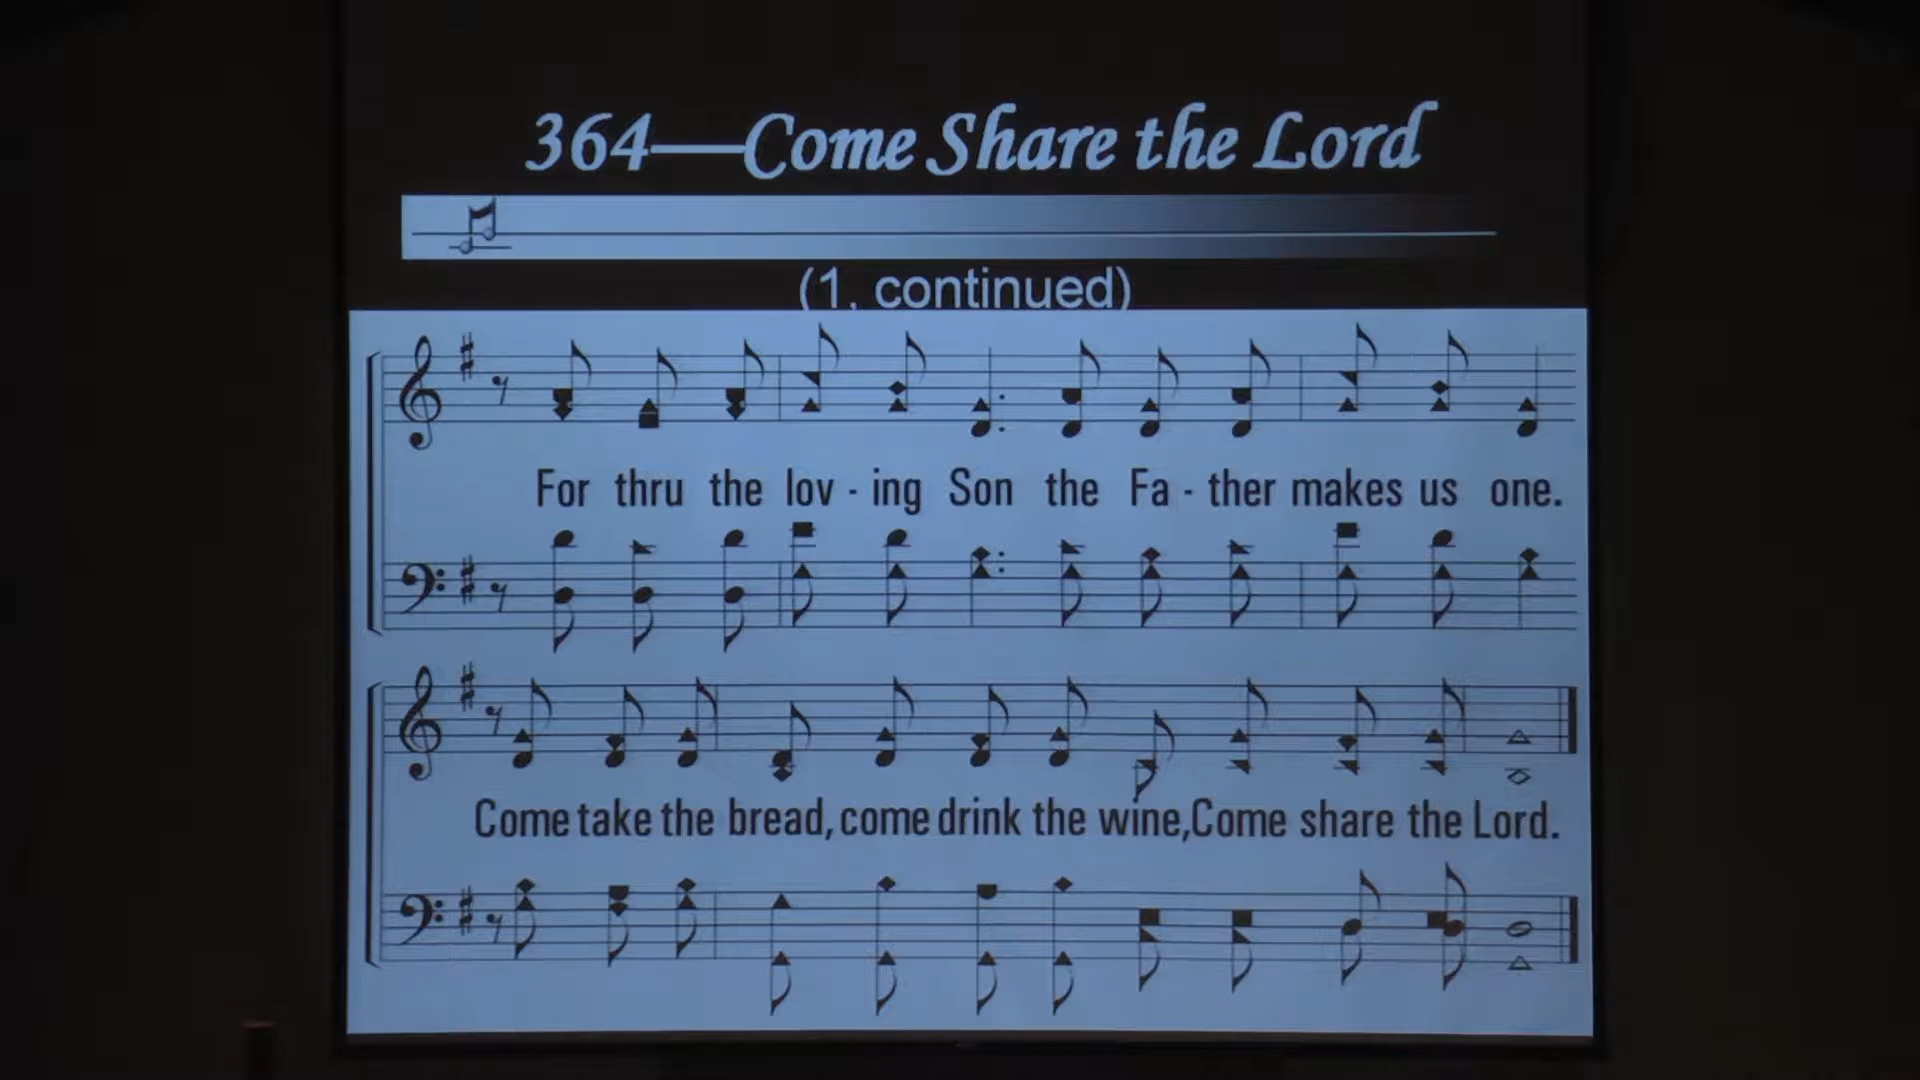 364—Come Share the Lord
(1, continued)
For thru the lov - ing Son the Fa - ther makes us one.
Come take the bread, come drink the wine, Come share the Lord.